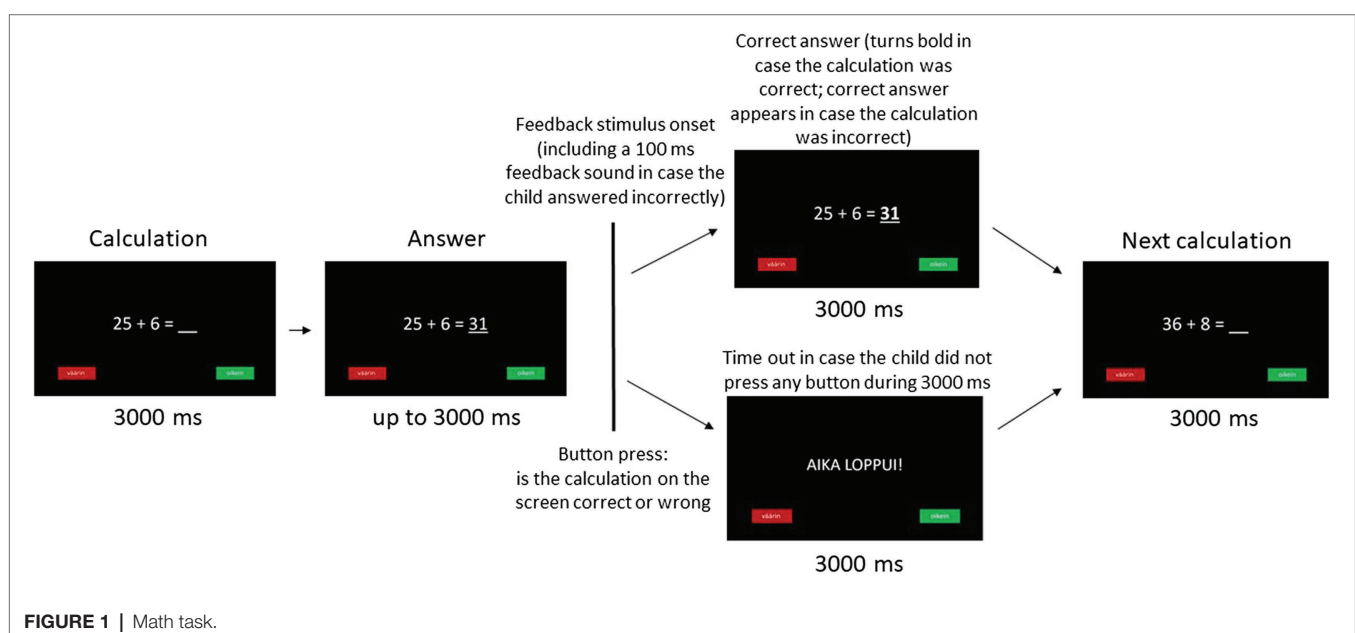 Calculation
25 + 6 = __
väärin
oikein
3000 ms
Answer
25 + 6 = 31
väärin
oikein
up to 3000 ms
Feedback stimulus onset
(including a 100 ms
feedback sound in case the
child answered incorrectly)
Button press:
is the calculation on the
screen correct or wrong
Correct answer (turns bold in
case the calculation was
correct; correct answer
appears in case the calculation
was incorrect)
25 + 6 = 31
väärin
oikein
3000 ms
Time out in case the child did not
press any button during 3000 ms
AIKA LOPPUI!
väärin
oikein
3000 ms
Next calculation
36 + 8 = __
väärin
oikein
3000 ms
FIGURE 1 | Math task.